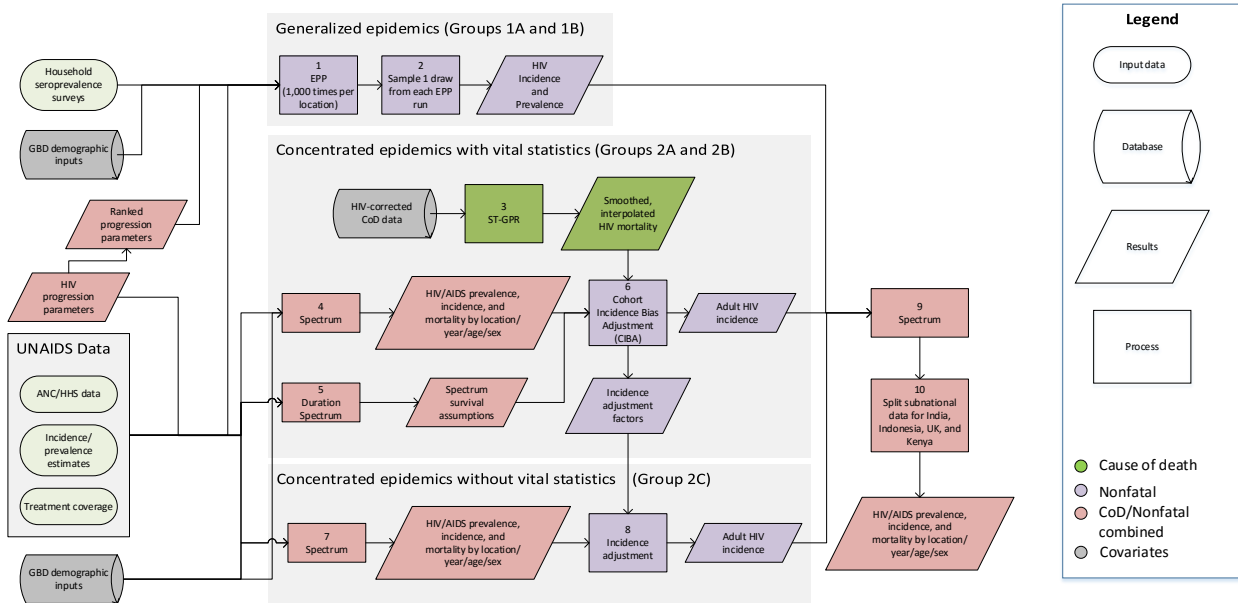 Generalized epidemics (Groups 1A and 1B)
Household
seroprevalence
surveys
GBD demographic
inputs
1
EPP
(1,000 times per
location)
2
Sample 1 draw
from each EPP
run
HIV
Incidence
and
Prevalence
Concentrated epidemics with vital statistics (Groups 2A and 2B)
HIV-corrected
CoD data
3
ST-GPR
Smoothed,
interpolated
HIV mortality
Ranked
progression
parameters
HIV
progression
parameters
4
Spectrum
HIV/AIDS prevalence,
incidence, and
mortality by location/
year/age/sex
6
Cohort
Incidence Bias
Adjustment
(CIBA)
Adult HIV
incidence
5
Duration
Spectrum
Spectrum
survival
assumptions
Incidence
adjustment
factors
UNAIDS Data
ANC/HHS data
Incidence/
prevalence
estimates
Treatment coverage
GBD demographic
inputs
Concentrated epidemics without vital statistics (Group 2C)
7
Spectrum
HIV/AIDS prevalence,
incidence, and
mortality by location/
year/age/sex
8
Incidence
adjustment
Adult HIV
incidence
9
Spectrum
10
Split subnational
data for India,
Indonesia, UK, and
Kenya
HIV/AIDS prevalence,
incidence, and
mortality by location/
year/age/sex
Legend
Input data
Database
Results
Process
Cause of death
Nonfatal
CoD/Nonfatal
combined
Covariates